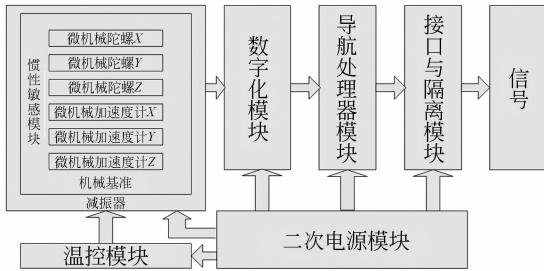 惯性敏感模块
微机械陀螺X
微机械陀螺Y
微机械陀螺Z
微机械加速度计X
微机械加速度计Y
微机械加速度计Z
机械基准
减振器
数字化模块
导航处理器模块
接口与隔离模块
信号
温控模块
二次电源模块